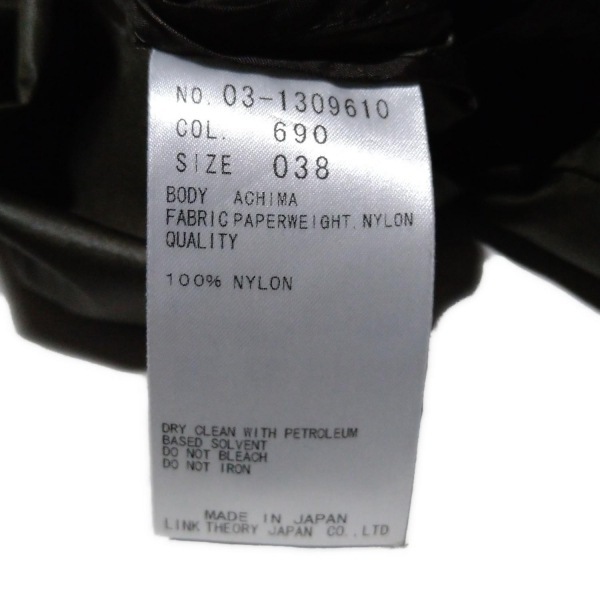 NO. 03-1309610
COL. 690
SIZE 038
BODY ACHIMA
FABRIC PAPERWEIGHT.NYLON
QUALITY
100% NYLON
DRY CLEAN WITH PETROLEUM
BASED SOLVENT
DO NOT BLEACH
DO NOT IRON
MADE IN JAPAN
LINK THEORY JAPAN CO.,LTD